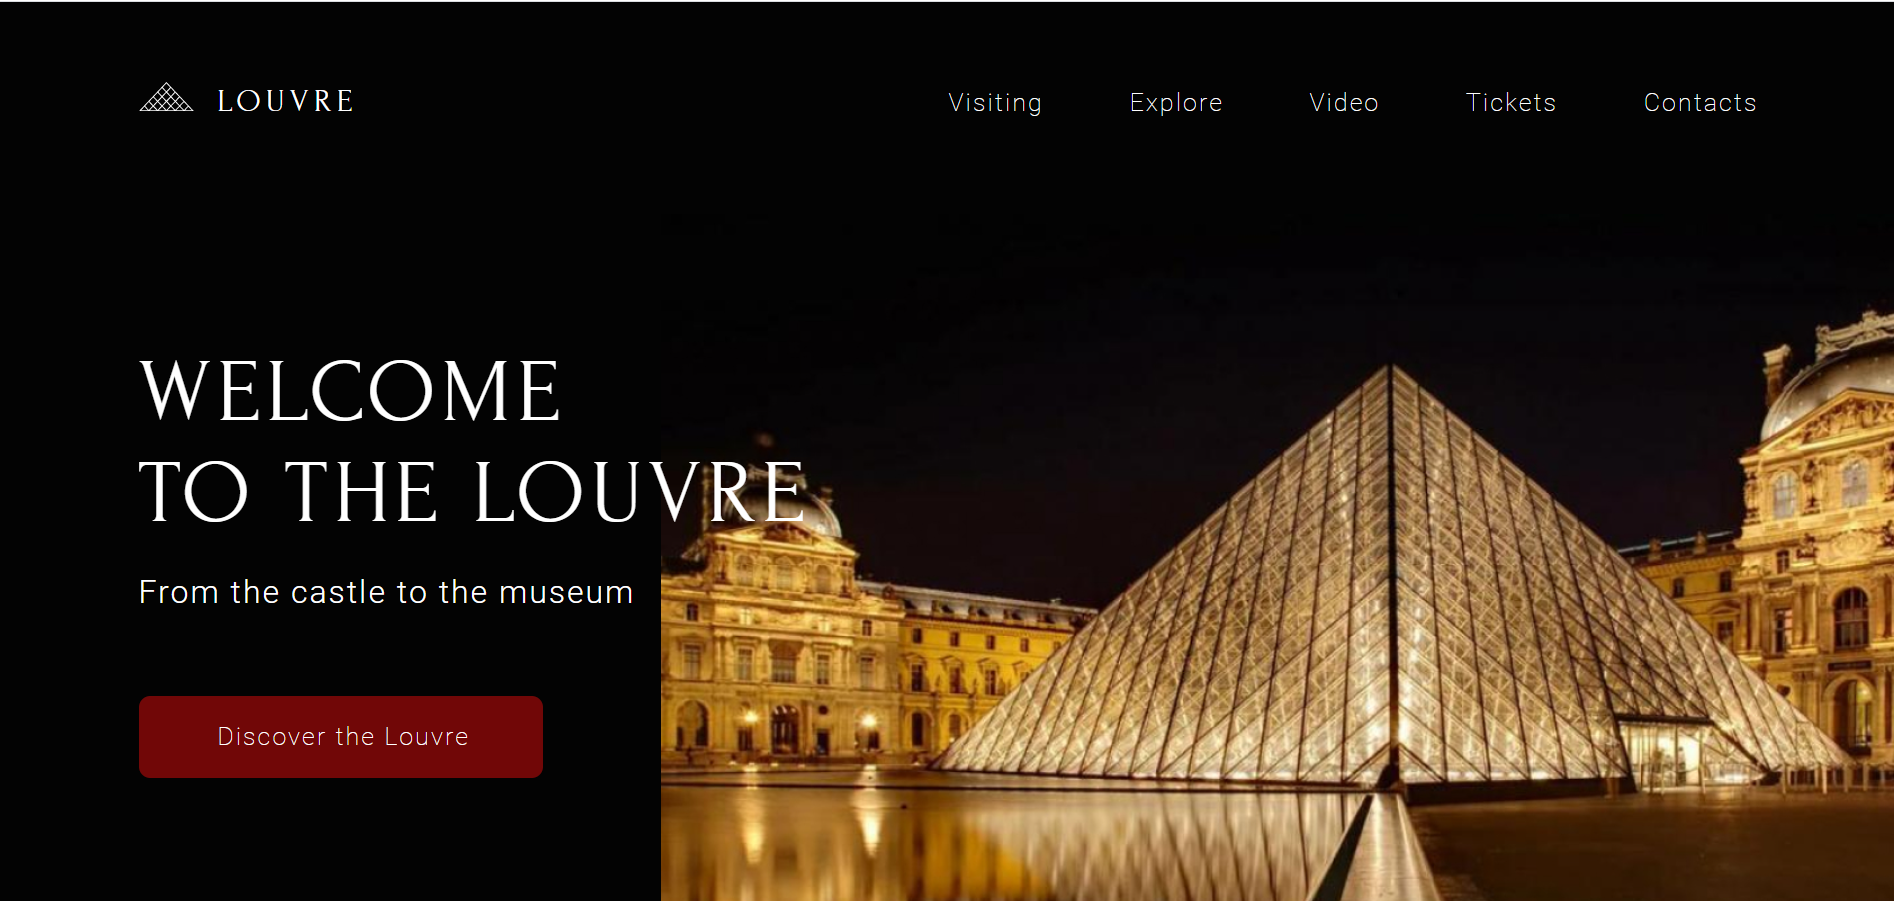 LOUVRE
Visiting
Explore
Video
Tickets
Contacts
WELCOME
TO THE LOUVRE
From the castle to the museum
Discover the Louvre